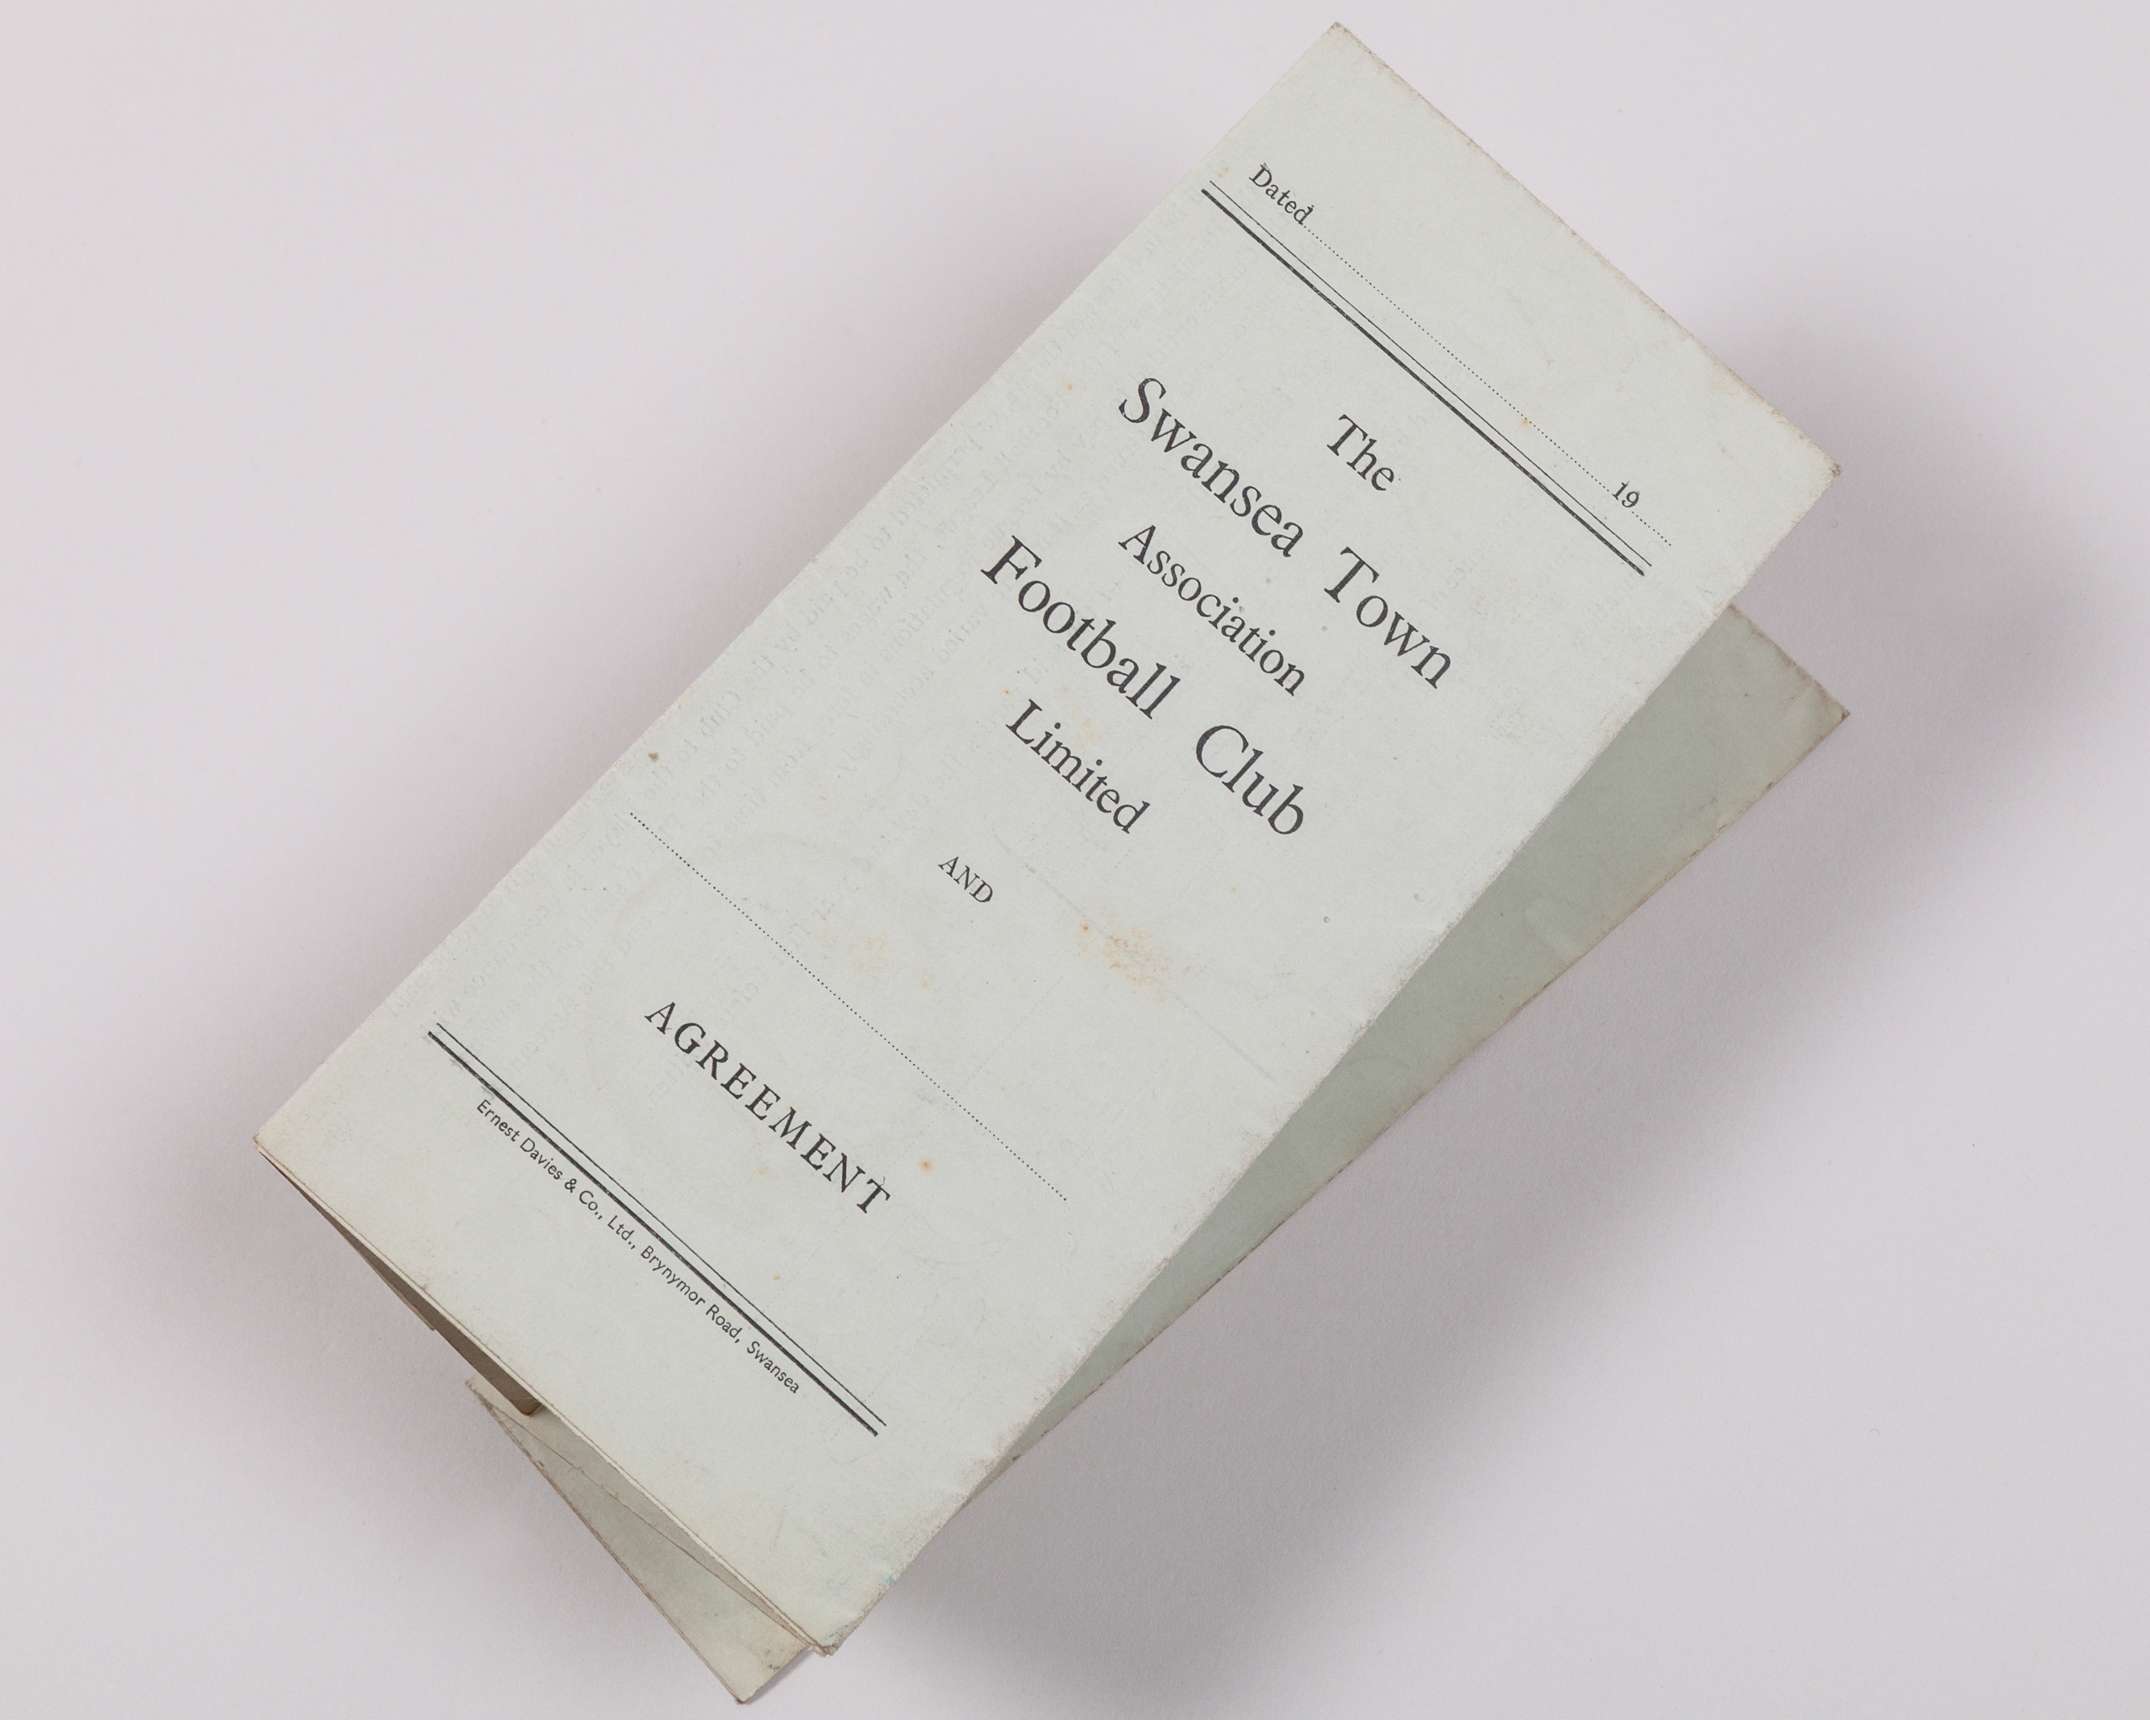 Dated 19
The
Swansea Town
Association
Football Club
Limited
AND
AGREEMENT
Ernest Davies & Co., Ltd., Brynymor Road, Swansea